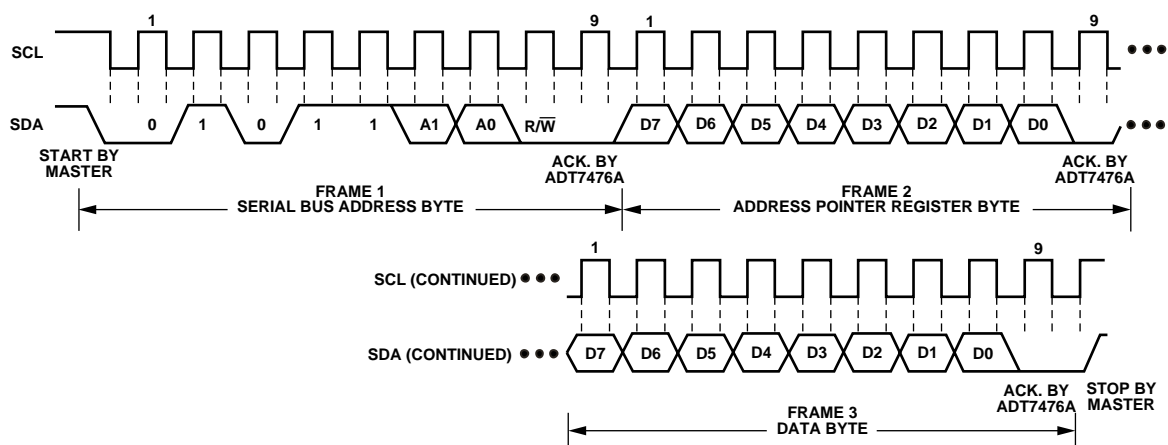 1 9 1 9
SCL
SDA 0 1 0 1 1 A1 A0 R/W̅ D7 D6 D5 D4 D3 D2 D1 D0
START BY
MASTER
ACK. BY
ADT7476A
ACK. BY
ADT7476A
FRAME 1
SERIAL BUS ADDRESS BYTE
FRAME 2
ADDRESS POINTER REGISTER BYTE
1 9
SCL (CONTINUED)
SDA (CONTINUED) D7 D6 D5 D4 D3 D2 D1 D0
ACK. BY
ADT7476A
STOP BY
MASTER
FRAME 3
DATA BYTE